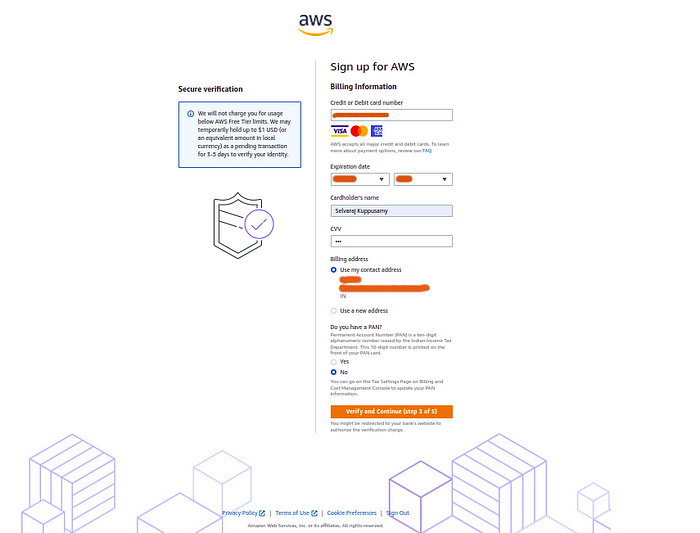 aws
Sign up for AWS
Secure verification
We will not charge you for usage
below AWS Free Tier limits. We may
temporarily hold up to $1 USD (or
an equivalent amount in local
currency) as a pending transaction
for 3-5 days to verify your identity.
Billing Information
Credit or Debit card number
VISA
AWS accepts all major credit and debit cards. To learn
more about payment options, review our FAQ
Expiration date
Cardholder's name
Selvaraj Kuppusamy
CVV
•••
Billing address
Use my contact address
IN
Use a new address
Do you have a PAN?
Permanent Account Number (PAN) is a ten-digit
alphanumeric number issued by the Indian Income Tax
Department. This 10-digit number is printed on the
front of your PAN card.
Yes
No
You can go on the Tax Settings Page on Billing and
Cost Management Console to update your PAN
information.
Verify and Continue (step 3 of 5)
You might be redirected to your bank's website to
authorize the verification charge.
Privacy Policy | Terms of Use | Cookie Preferences | Sign Out
Amazon Web Services, Inc. or its affiliates. All rights reserved.